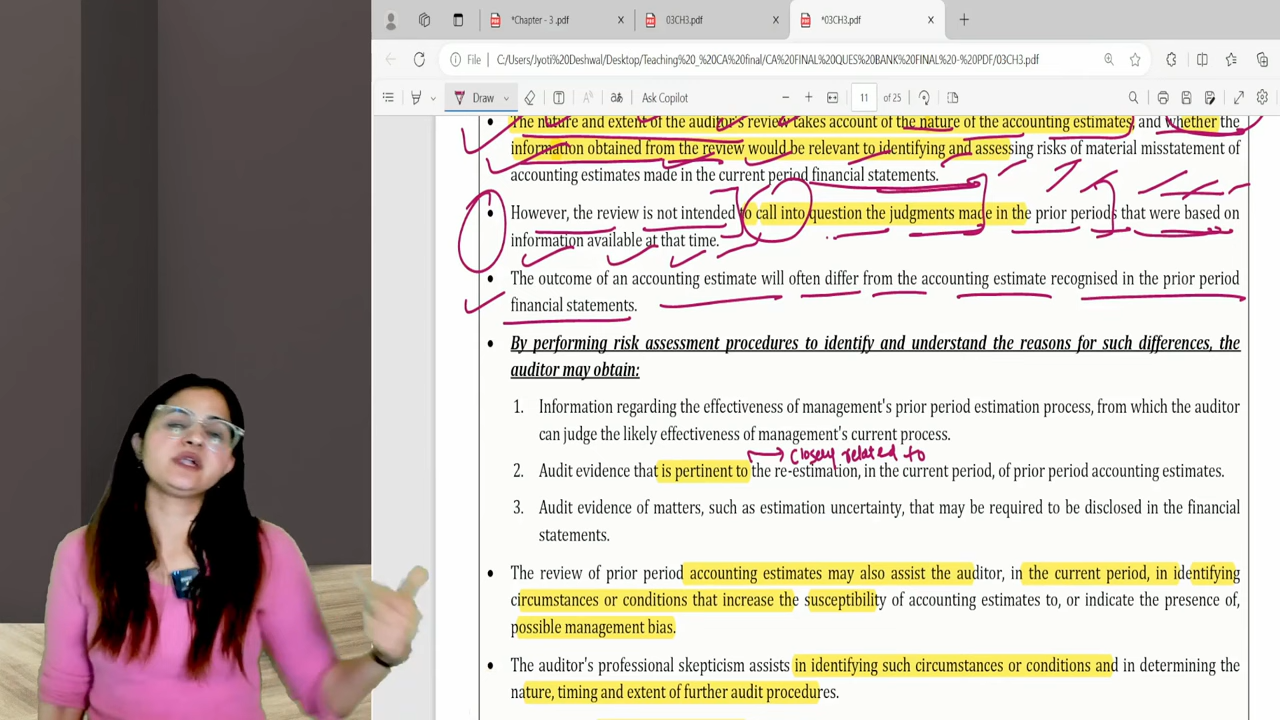 *Chapter - 3 .pdf
03CH3.pdf
*03CH3.pdf
File
C:/Users/Jyoti%20Deshwal/Desktop/Teaching%20_%20CA%20final/CA%20FINAL%20QUES%20BANK%20FINAL%20-%20PDF/03CH3.pdf
Draw
Ask Copilot
11 of 25
• The nature and extent of the auditor's review takes account of the nature of the accounting estimates, and whether the
information obtained from the review would be relevant to identifying and assessing risks of material misstatement of
accounting estimates made in the current period financial statements.
• However, the review is not intended to call into question the judgments made in the prior periods that were based on
information available at that time.
• The outcome of an accounting estimate will often differ from the accounting estimate recognised in the prior period
financial statements.
• By performing risk assessment procedures to identify and understand the reasons for such differences, the
auditor may obtain:
1. Information regarding the effectiveness of management's prior period estimation process, from which the auditor
can judge the likely effectiveness of management's current process.
closely related to
2. Audit evidence that is pertinent to the re-estimation, in the current period, of prior period accounting estimates.
3. Audit evidence of matters, such as estimation uncertainty, that may be required to be disclosed in the financial
statements.
• The review of prior period accounting estimates may also assist the auditor, in the current period, in identifying
circumstances or conditions that increase the susceptibility of accounting estimates to, or indicate the presence of,
possible management bias.
• The auditor's professional skepticism assists in identifying such circumstances or conditions and in determining the
nature, timing and extent of further audit procedures.